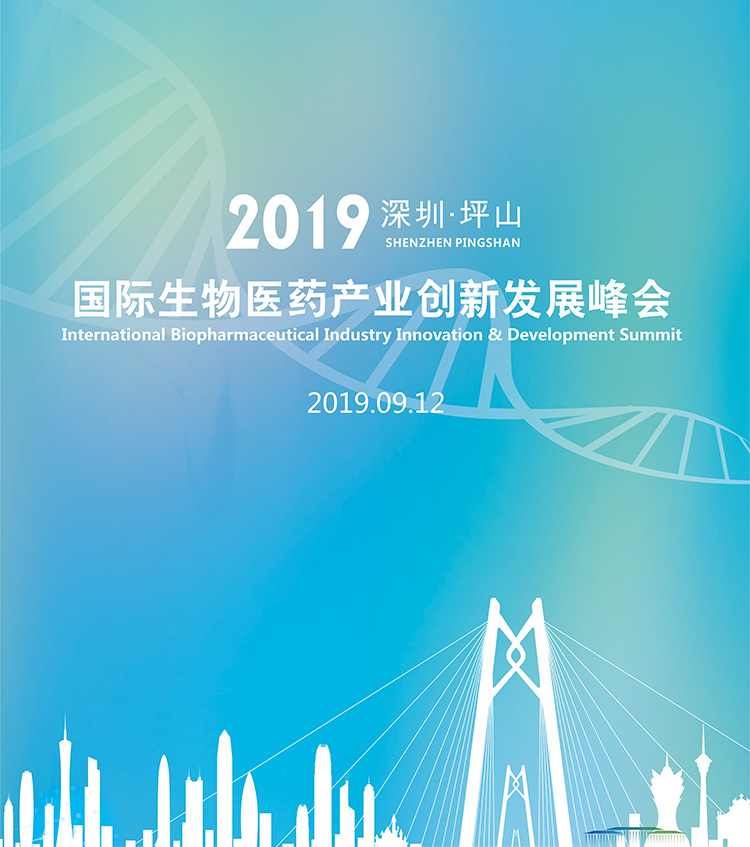 2019 深圳·坪山
SHENZHEN PINGSHAN
国际生物医药产业创新发展峰会
International Biopharmaceutical Industry Innovation & Development Summit
2019.09.12